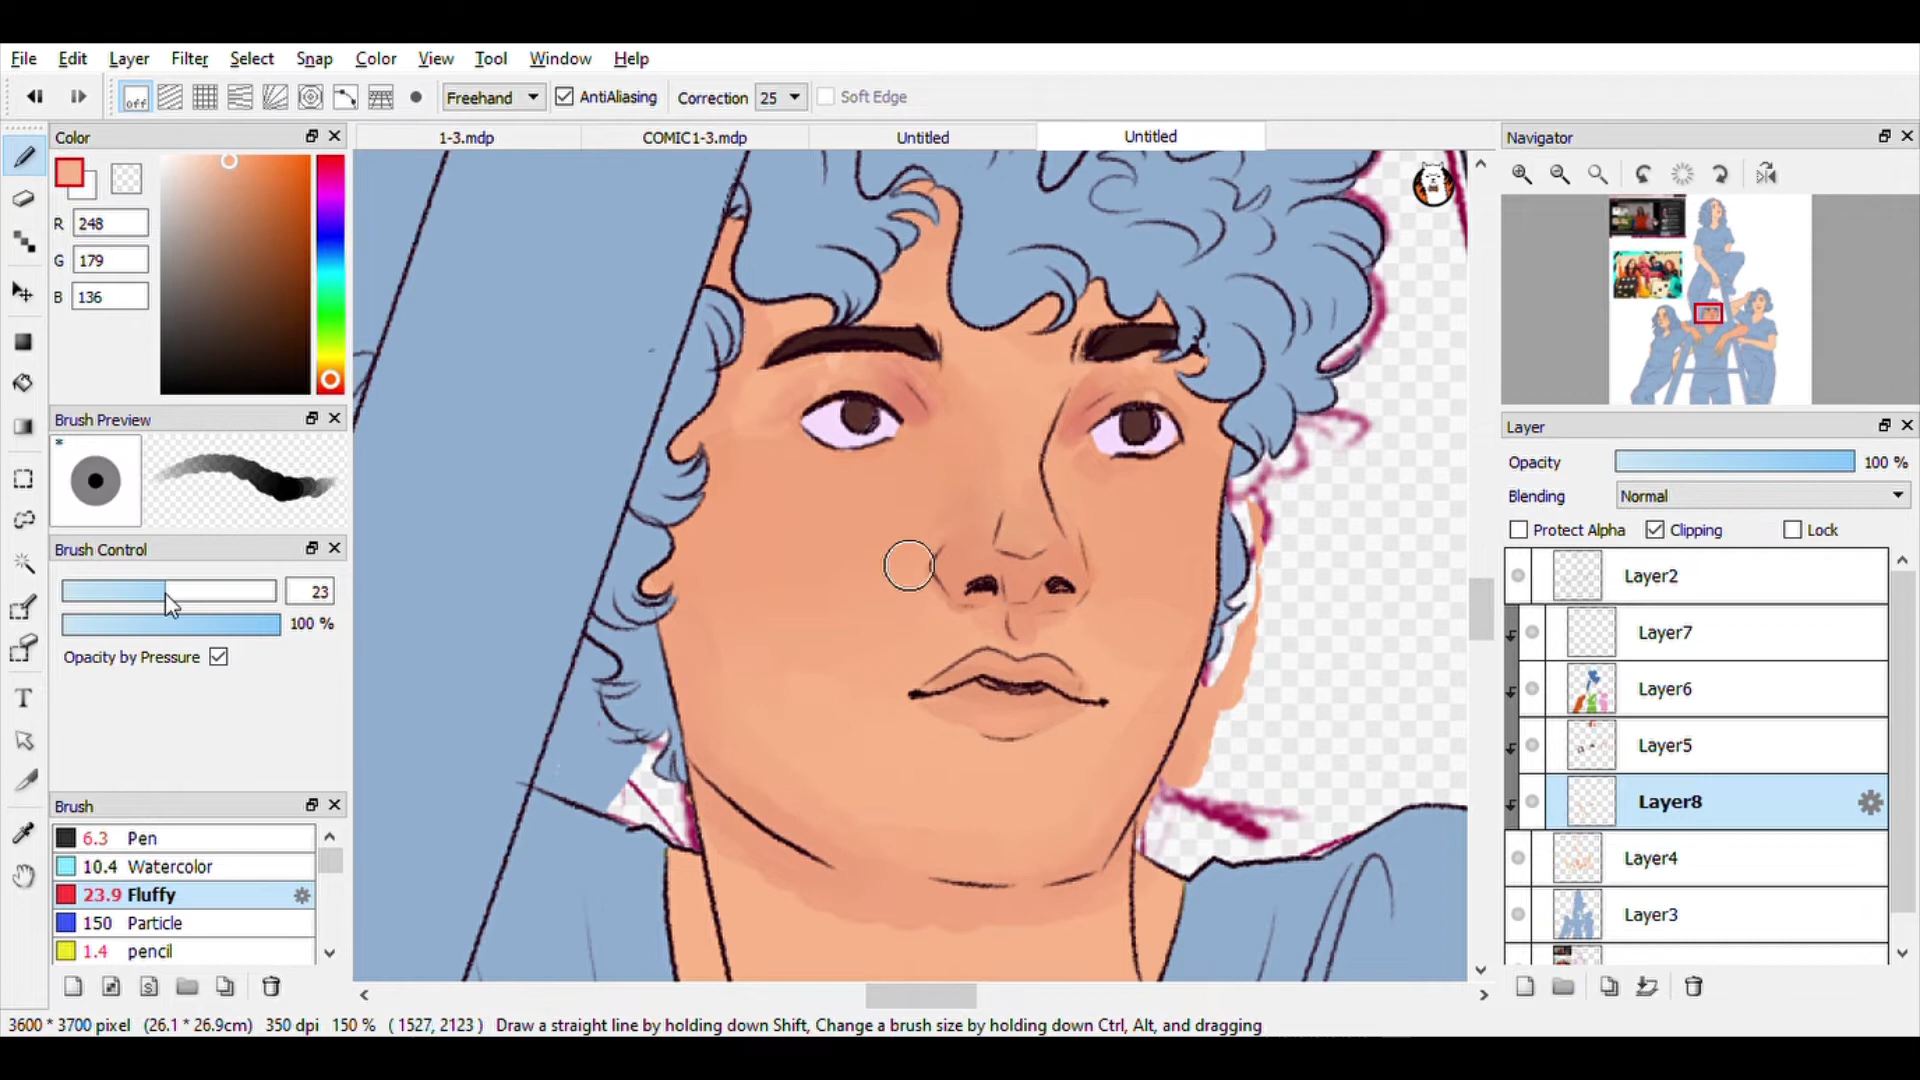 File Edit Layer Filter Select Snap Color View Tool Window Help
off Freehand AntiAliasing Correction 25 Soft Edge
Color 1-3.mdp COMIC1-3.mdp Untitled Untitled Navigator
R 248
G 179
B 136
Brush Preview
*
Brush Control
23
100 %
Opacity by Pressure
Brush
6.3 Pen
10.4 Watercolor
23.9 Fluffy
150 Particle
1.4 pencil
Layer
Opacity 100 %
Blending Normal
Protect Alpha Clipping Lock
Layer2
Layer7
Layer6
Layer5
Layer8
Layer4
Layer3
3600 * 3700 pixel (26.1 * 26.9cm) 350 dpi 150 % ( 1527, 2123 ) Draw a straight line by holding down Shift, Change a brush size by holding down Ctrl, Alt, and dragging